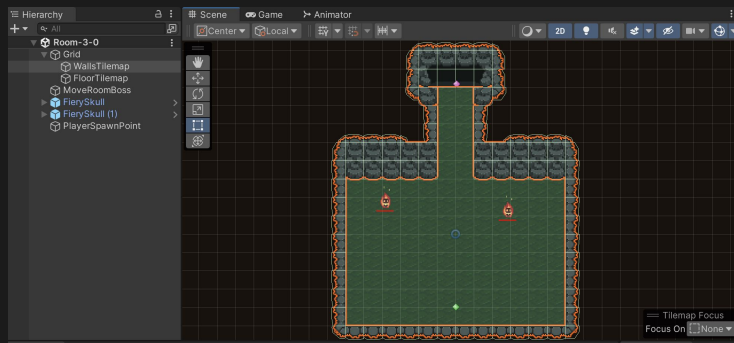 Hierarchy
All
Room-3-0
Grid
WallsTilemap
FloorTilemap
MoveRoomBoss
FierySkull
FierySkull (1)
PlayerSpawnPoint
Scene Game Animator
Center Local 2D
Tilemap Focus
Focus On None